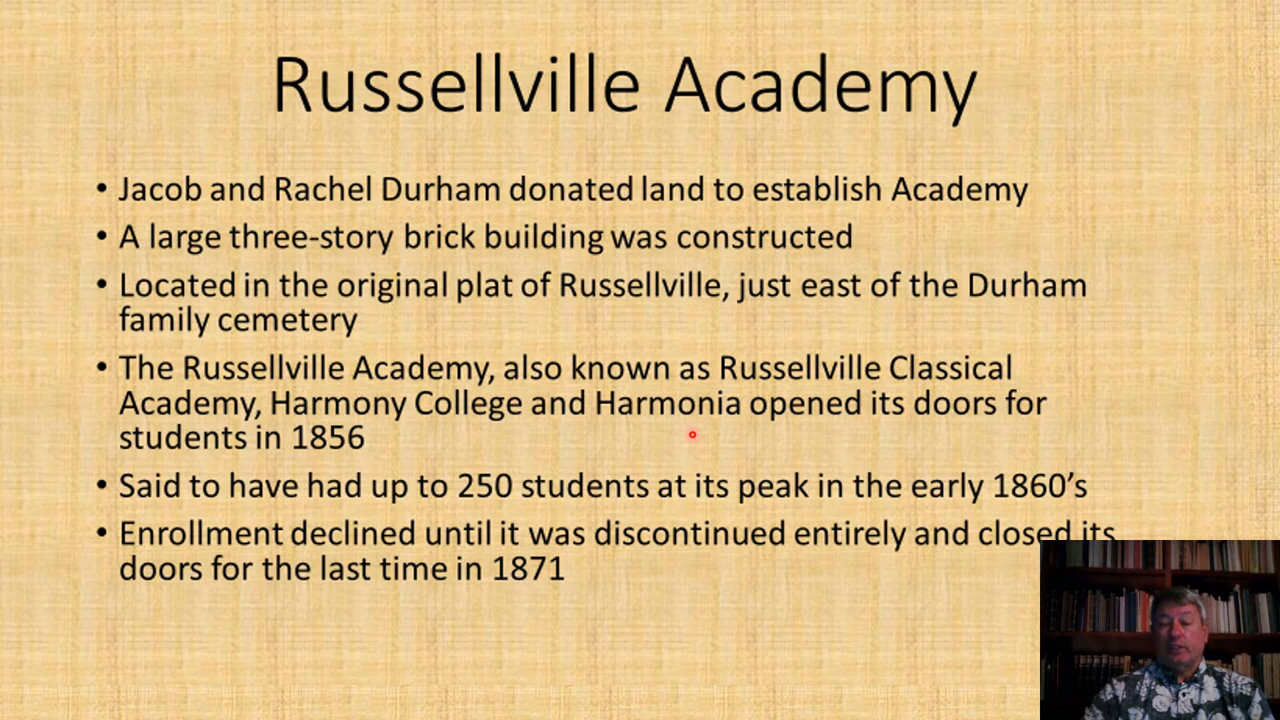 Russellville Academy
• Jacob and Rachel Durham donated land to establish Academy
• A large three-story brick building was constructed
• Located in the original plat of Russellville, just east of the Durham
family cemetery
• The Russellville Academy, also known as Russellville Classical
Academy, Harmony College and Harmonia opened its doors for
students in 1856
• Said to have had up to 250 students at its peak in the early 1860’s
• Enrollment declined until it was discontinued entirely and closed its
doors for the last time in 1871